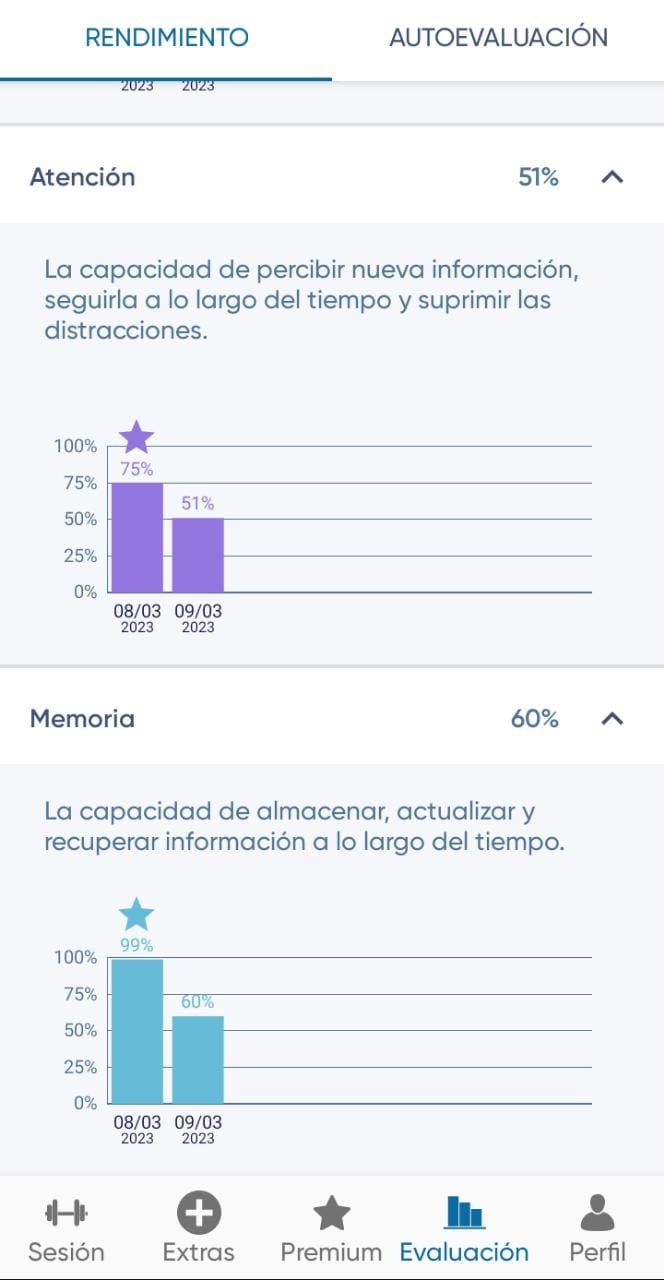 RENDIMIENTO AUTOEVALUACIÓN
2023 2023
Atención 51%
La capacidad de percibir nueva información,
seguirla a lo largo del tiempo y suprimir las
distracciones.
100%
75%
75%
51%
50%
25%
0%
08/03 09/03
2023 2023
Memoria 60%
La capacidad de almacenar, actualizar y
recuperar información a lo largo del tiempo.
99%
100%
75%
60%
50%
25%
0%
08/03 09/03
2023 2023
Sesión Extras Premium Evaluación Perfil